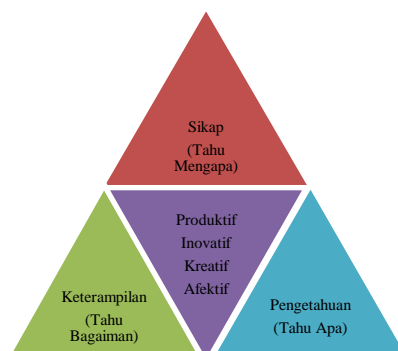 Sikap
(Tahu
Mengapa)
Produktif
Inovatif
Kreatif
Afektif
Keterampilan
(Tahu
Bagaiman)
Pengetahuan
(Tahu Apa)